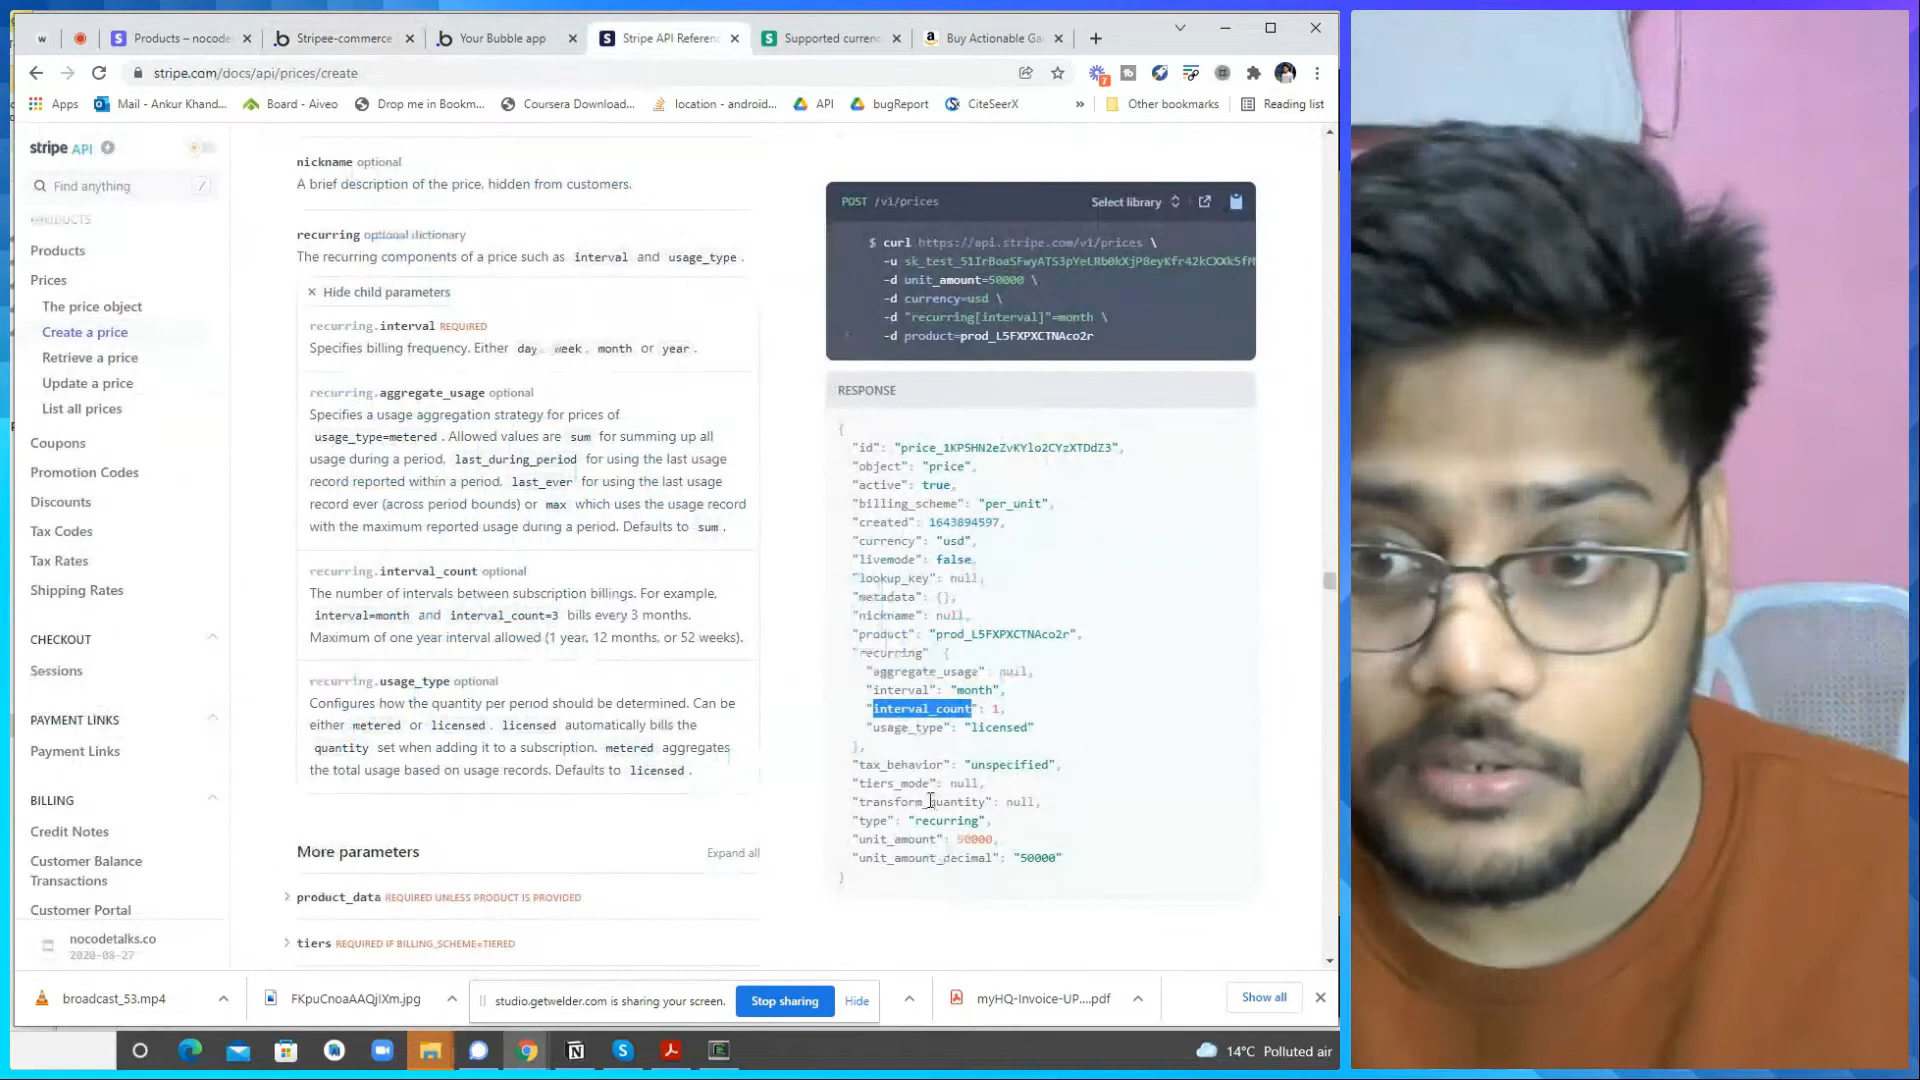 Products – nocode
Stripee-commerce
Your Bubble app
Stripe API Referen
Supported curren
Buy Actionable Ga
stripe.com/docs/api/prices/create
7
Apps
Mail - Ankur Khand...
Board - Aiveo
Drop me in Bookm...
Coursera Download...
location - android...
API
bugReport
CiteSeerX
»
Other bookmarks
Reading list
stripe API
Find anything
/
PRODUCTS
Products
Prices
The price object
Create a price
Retrieve a price
Update a price
List all prices
Coupons
Promotion Codes
Discounts
Tax Codes
Tax Rates
Shipping Rates
CHECKOUT
Sessions
PAYMENT LINKS
Payment Links
BILLING
Credit Notes
Customer Balance
Transactions
Customer Portal
nocodetalks.co
2020-08-27
nickname optional
A brief description of the price, hidden from customers.
recurring optional dictionary
The recurring components of a price such as interval and usage_type.
Hide child parameters
recurring.interval REQUIRED
Specifies billing frequency. Either day, week, month or year.
recurring.aggregate_usage optional
Specifies a usage aggregation strategy for prices of
usage_type=metered. Allowed values are sum for summing up all
usage during a period, last_during_period for using the last usage
record reported within a period, last_ever for using the last usage
record ever (across period bounds) or max which uses the usage record
with the maximum reported usage during a period. Defaults to sum.
recurring.interval_count optional
The number of intervals between subscription billings. For example,
interval=month and interval_count=3 bills every 3 months.
Maximum of one year interval allowed (1 year, 12 months, or 52 weeks).
recurring.usage_type optional
Configures how the quantity per period should be determined. Can be
either metered or licensed. licensed automatically bills the
quantity set when adding it to a subscription. metered aggregates
the total usage based on usage records. Defaults to licensed.
More parameters
Expand all
product_data REQUIRED UNLESS PRODUCT IS PROVIDED
tiers REQUIRED IF BILLING_SCHEME=TIERED
POST /v1/prices
Select library
$ curl https://api.stripe.com/v1/prices \
-d unit_amount=50000 \
-d currency=usd \
-d "recurring[interval]"=month \
-d product=prod_L5FXPXCTNAco2r
RESPONSE
{
"id": "price_1KP5HN2eZvKYlo2CYzXTDdZ3",
"object": "price",
"active": true,
"billing_scheme": "per_unit",
"created": 1643894597,
"currency": "usd",
"livemode": false,
"lookup_key": null,
"metadata": {},
"nickname": null,
"product": "prod_L5FXPXCTNAco2r",
"recurring" {
"aggregate_usage" null,
"interval": "month",
"interval_count": 1,
"usage_type": "licensed"
},
"tax_behavior": "unspecified",
"tiers_mode": null,
"transform_quantity": null,
"type": "recurring",
"unit_amount": 50000,
"unit_amount_decimal": "50000"
}
broadcast_53.mp4
FKpuCnoaAAQjIXm.jpg
studio.getwelder.com is sharing your screen.
Stop sharing
Hide
myHQ-Invoice-UP....pdf
Show all
14°C Polluted air